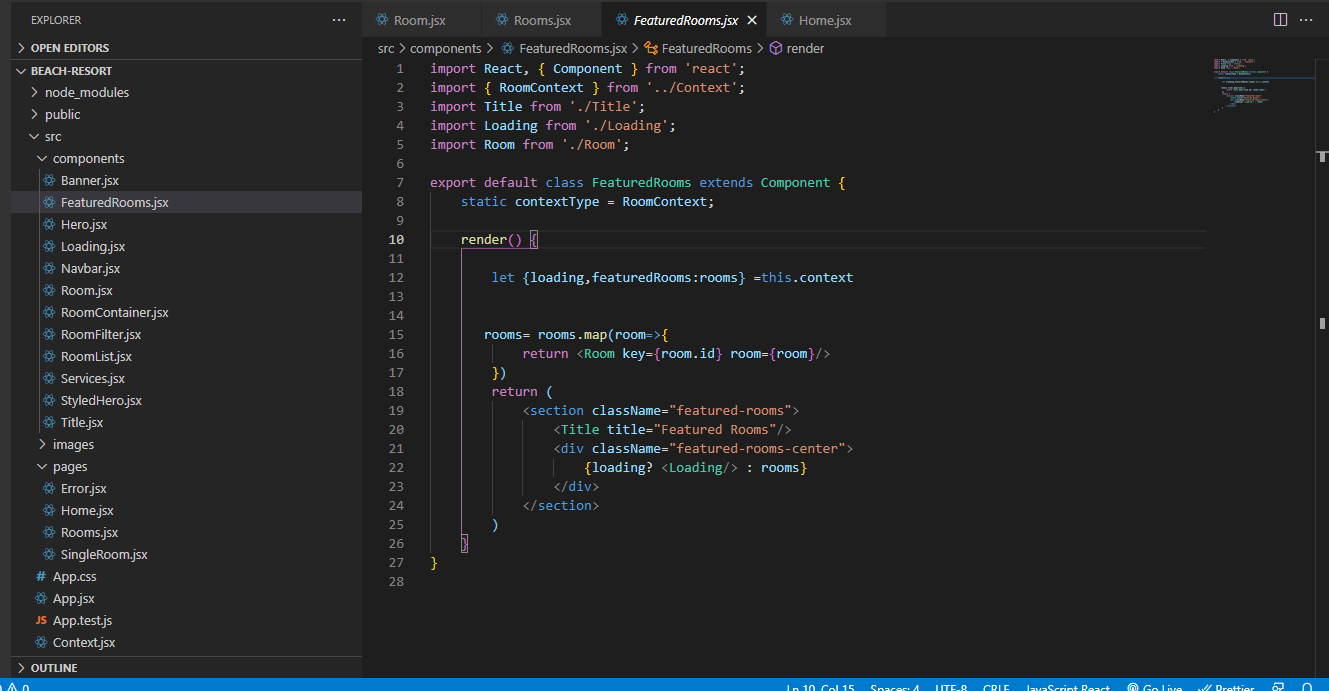 EXPLORER
OPEN EDITORS
BEACH-RESORT
node_modules
public
src
components
Banner.jsx
FeaturedRooms.jsx
Hero.jsx
Loading.jsx
Navbar.jsx
Room.jsx
RoomContainer.jsx
RoomFilter.jsx
RoomList.jsx
Services.jsx
StyledHero.jsx
Title.jsx
images
pages
Error.jsx
Home.jsx
Rooms.jsx
SingleRoom.jsx
# App.css
App.jsx
JS App.test.js
Context.jsx
OUTLINE
Room.jsx Rooms.jsx FeaturedRooms.jsx Home.jsx
src > components > FeaturedRooms.jsx > FeaturedRooms > render
1 import React, { Component } from 'react';
2 import { RoomContext } from '../Context';
3 import Title from './Title';
4 import Loading from './Loading';
5 import Room from './Room';
6
7 export default class FeaturedRooms extends Component {
8 static contextType = RoomContext;
9
10 render() {
11
12 let {loading,featuredRooms:rooms} =this.context
13
14
15 rooms= rooms.map(room=>{
16 return <Room key={room.id} room={room}/>
17 })
18 return (
19 <section className="featured-rooms">
20 <Title title="Featured Rooms"/>
21 <div className="featured-rooms-center">
22 {loading? <Loading/> : rooms}
23 </div>
24 </section>
25 )
26 }
27 }
28
0 Ln 10, Col 15 Spaces: 4 UTF-8 CRLF JavaScript React Go Live Prettier